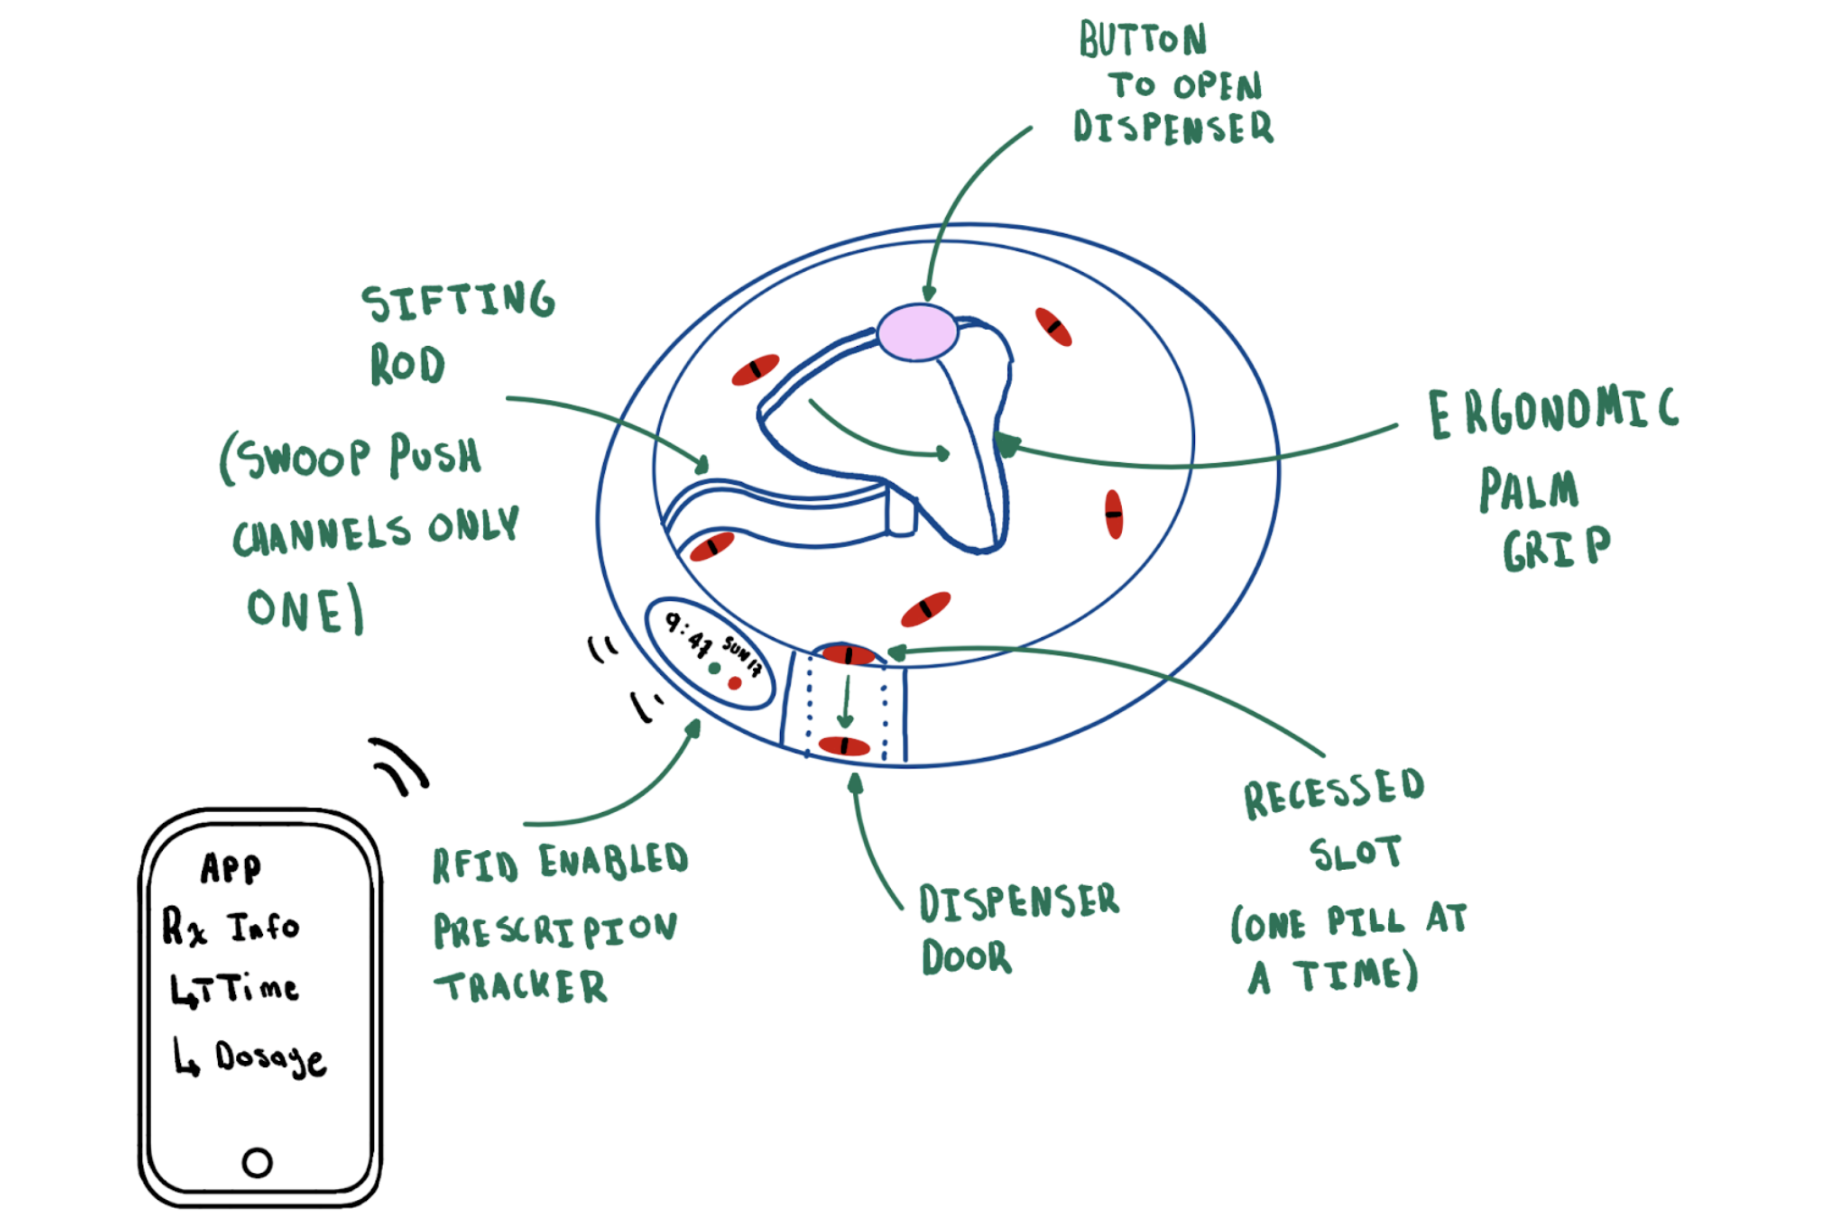 BUTTON
TO OPEN
DISPENSER
SIFTING
ROD
(SWOOP PUSH
CHANNELS ONLY
ONE)
ERGONOMIC
PALM
GRIP
9:47
SUN 17
RECESSED
SLOT
(ONE PILL AT
A TIME)
DISPENSER
DOOR
RFID ENABLED
PRESCRIPTION
TRACKER
APP
Rx Info
↳ Time
↳ Dosage